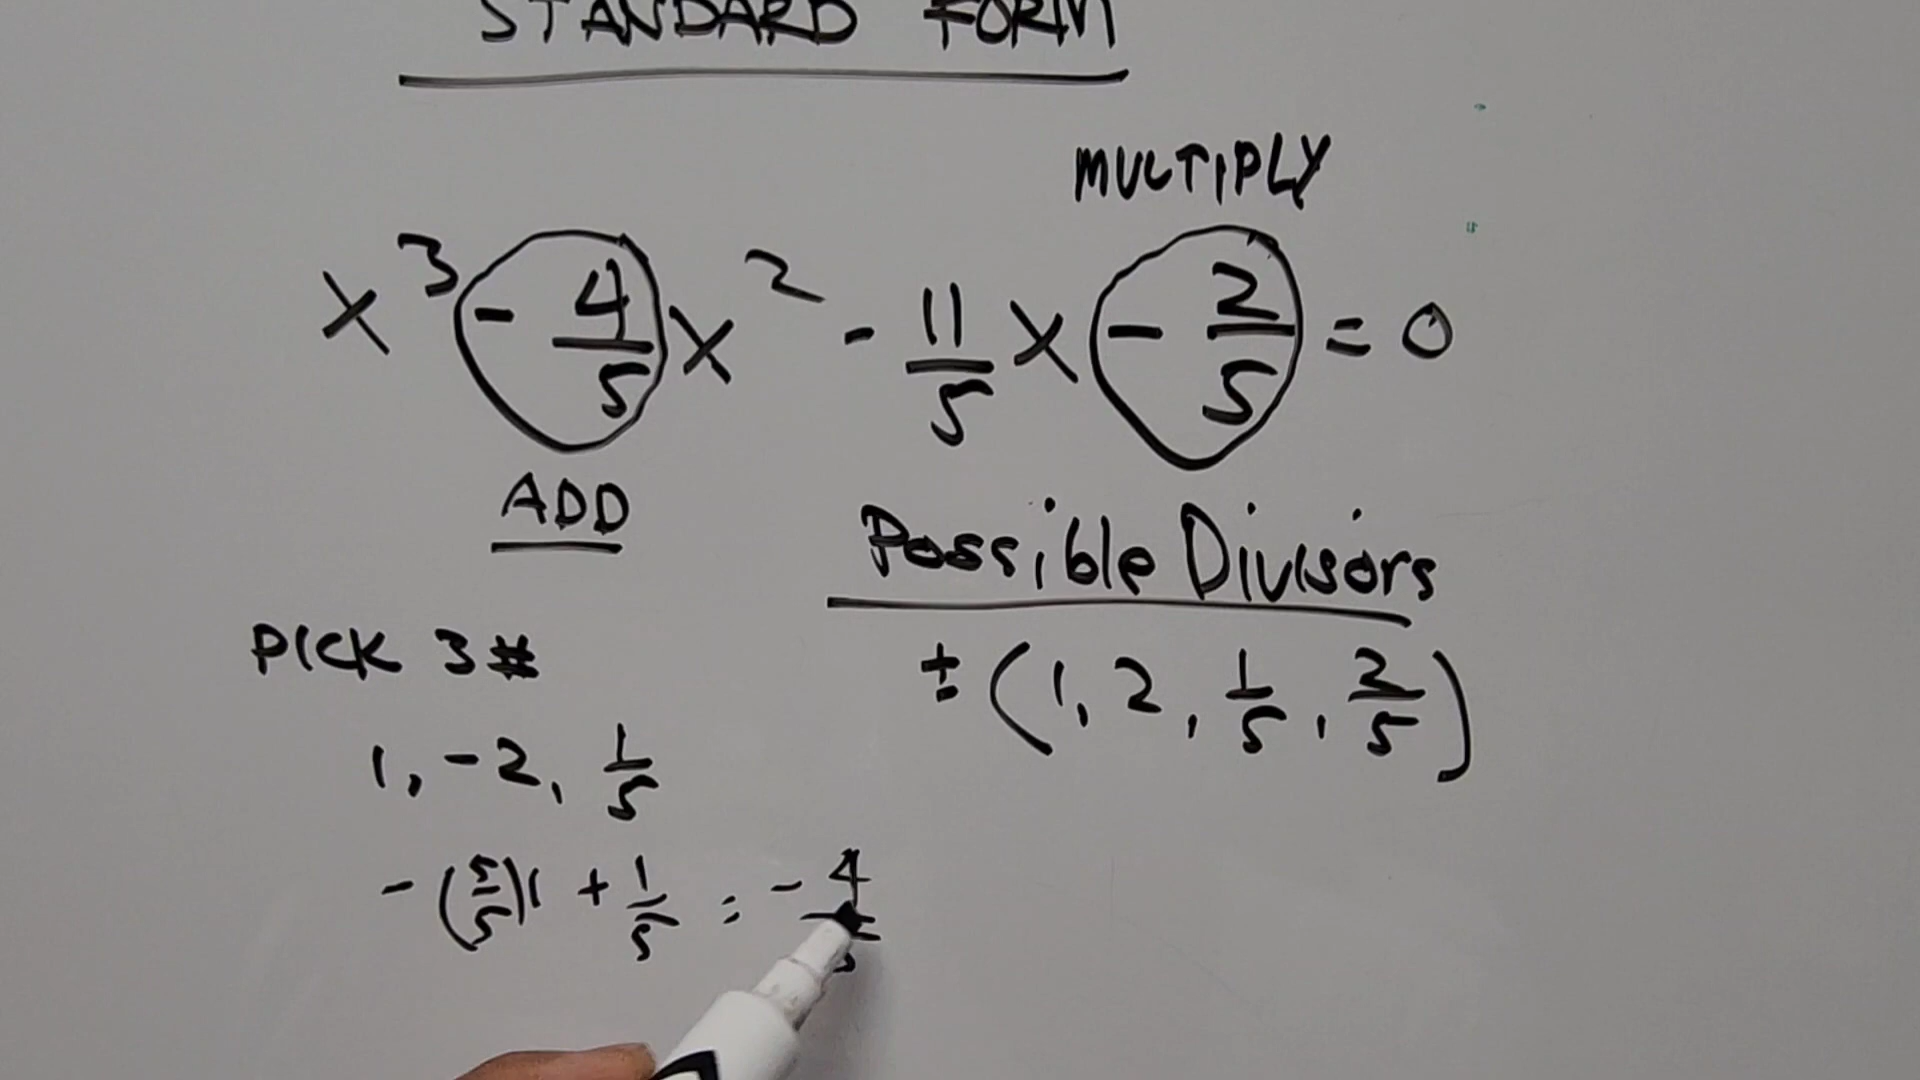 STANDARD FORM
MULTIPLY
x³ - 4/5 x² - 11/5 x - 2/5 = 0
ADD
Possible Divisors
PICK 3 #
± (1, 2, 1/5, 2/5)
1, -2, 1/5
- (5/5) 1 + 1/5 = - 4/5